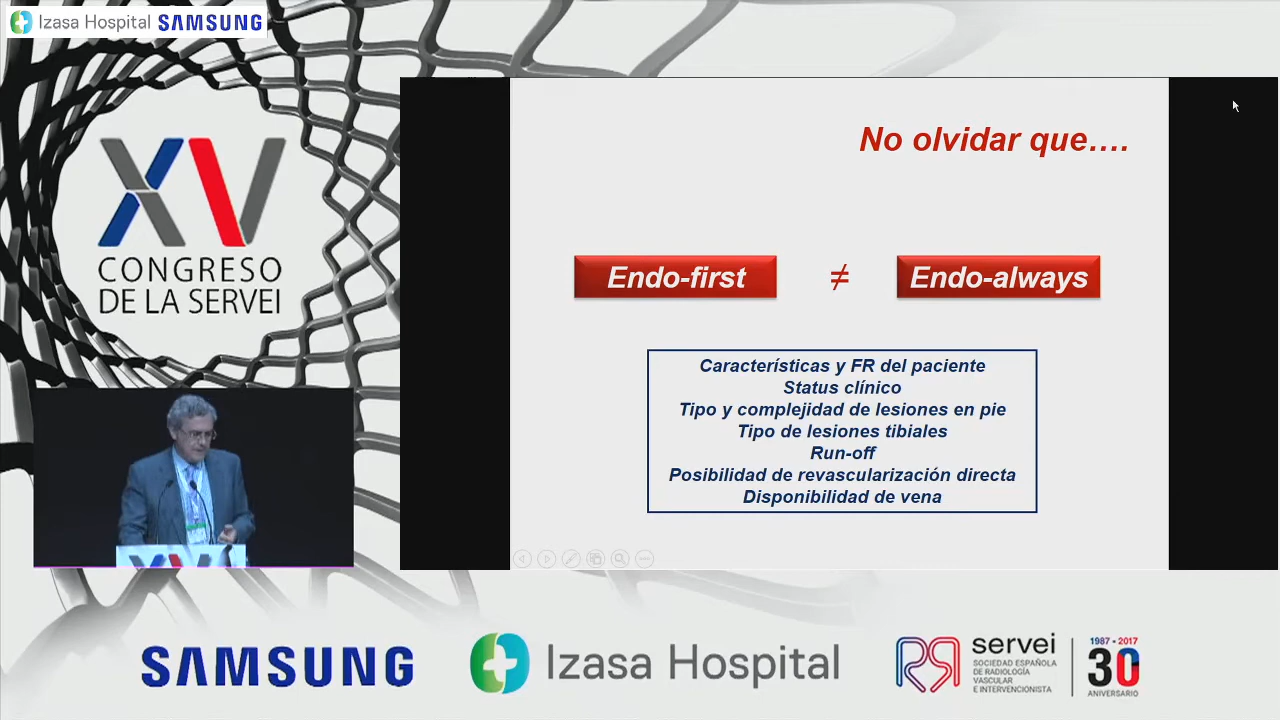 Izasa Hospital SAMSUNG
XV
CONGRESO
DE LA SERVEI
No olvidar que....
Endo-first ≠ Endo-always
Características y FR del paciente
Status clínico
Tipo y complejidad de lesiones en pie
Tipo de lesiones tibiales
Run-off
Posibilidad de revascularización directa
Disponibilidad de vena
XV
SAMSUNG
Izasa Hospital
servei
SOCIEDAD ESPAÑOLA
DE RADIOLOGÍA
VASCULAR
E INTERVENCIONISTA
1987 • 2017
30
ANIVERSARIO